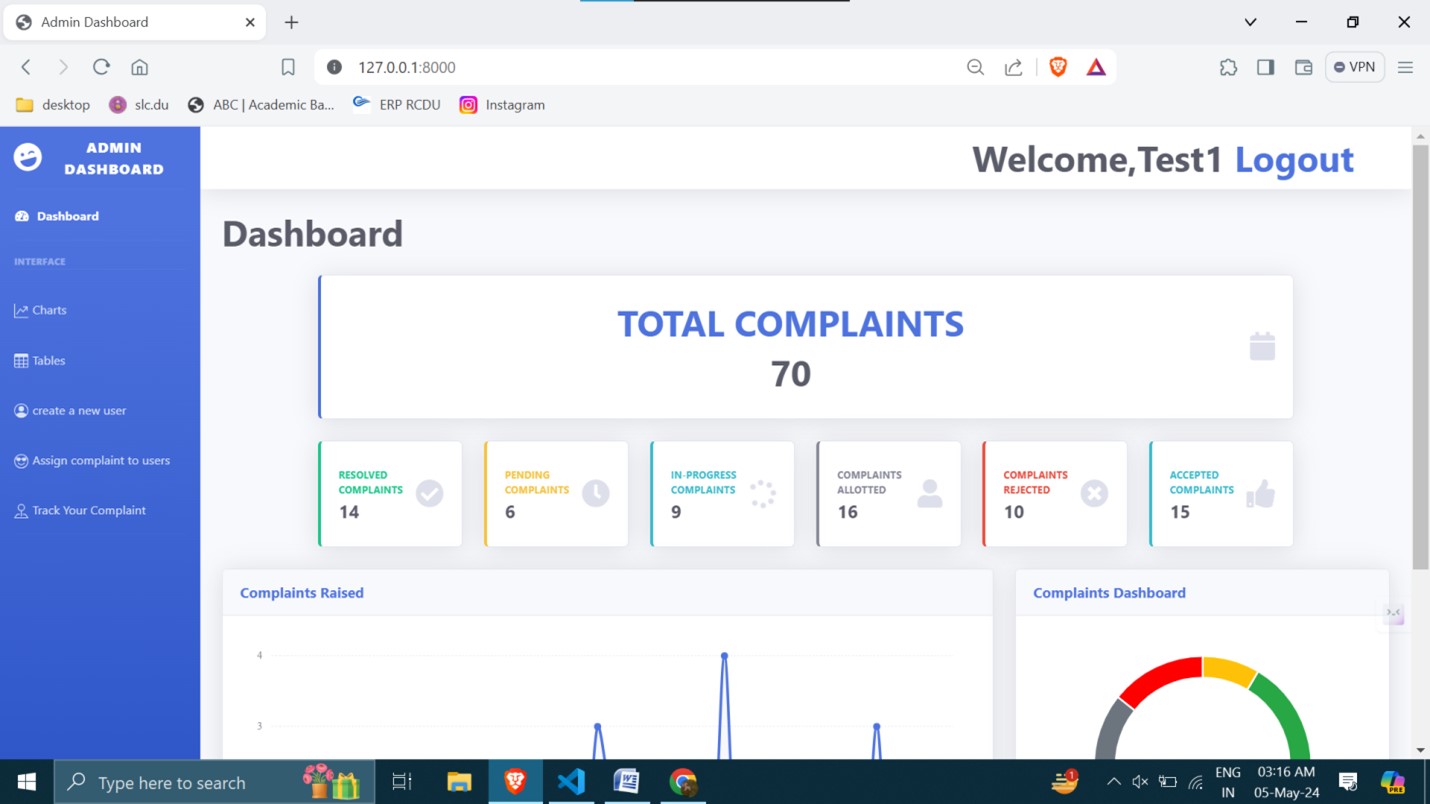 Admin Dashboard
127.0.0.1:8000
VPN
desktop
slc.du
ABC | Academic Ba...
ERP RCDU
Instagram
ADMIN
DASHBOARD
Welcome,Test1 Logout
Dashboard
INTERFACE
Charts
Tables
create a new user
Assign complaint to users
Track Your Complaint
Dashboard
TOTAL COMPLAINTS
70
RESOLVED
COMPLAINTS
14
PENDING
COMPLAINTS
6
IN-PROGRESS
COMPLAINTS
9
COMPLAINTS
ALLOTTED
16
COMPLAINTS
REJECTED
10
ACCEPTED
COMPLAINTS
15
Complaints Raised
4
3
Complaints Dashboard
Type here to search
1
ENG
IN
03:16 AM
05-May-24
PRE